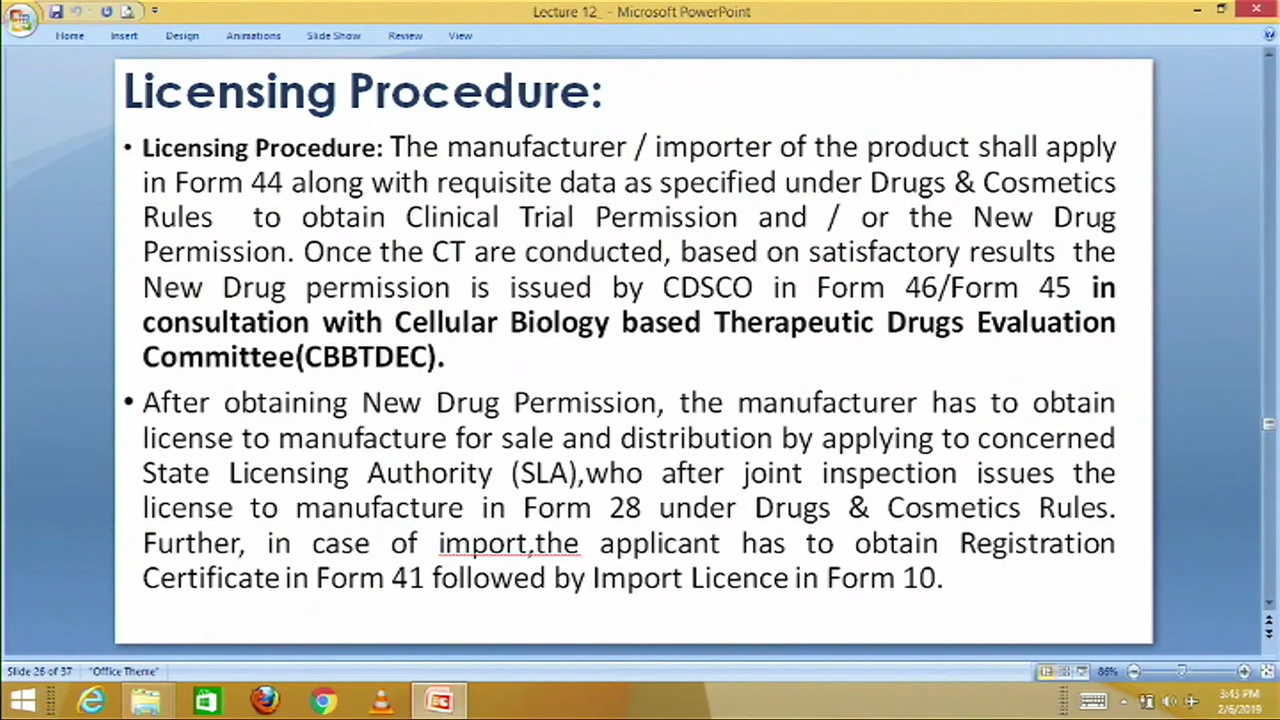 Lecture 12_ - Microsoft PowerPoint
Home Insert Design Animations Slide Show Review View
Licensing Procedure:
• Licensing Procedure: The manufacturer / importer of the product shall apply
in Form 44 along with requisite data as specified under Drugs & Cosmetics
Rules to obtain Clinical Trial Permission and / or the New Drug
Permission. Once the CT are conducted, based on satisfactory results the
New Drug permission is issued by CDSCO in Form 46/Form 45 in
consultation with Cellular Biology based Therapeutic Drugs Evaluation
Committee(CBBTDEC).
• After obtaining New Drug Permission, the manufacturer has to obtain
license to manufacture for sale and distribution by applying to concerned
State Licensing Authority (SLA),who after joint inspection issues the
license to manufacture in Form 28 under Drugs & Cosmetics Rules.
Further, in case of import,the applicant has to obtain Registration
Certificate in Form 41 followed by Import Licence in Form 10.
Slide 26 of 37 "Office Theme" 86%
3:43 PM
2/6/2019